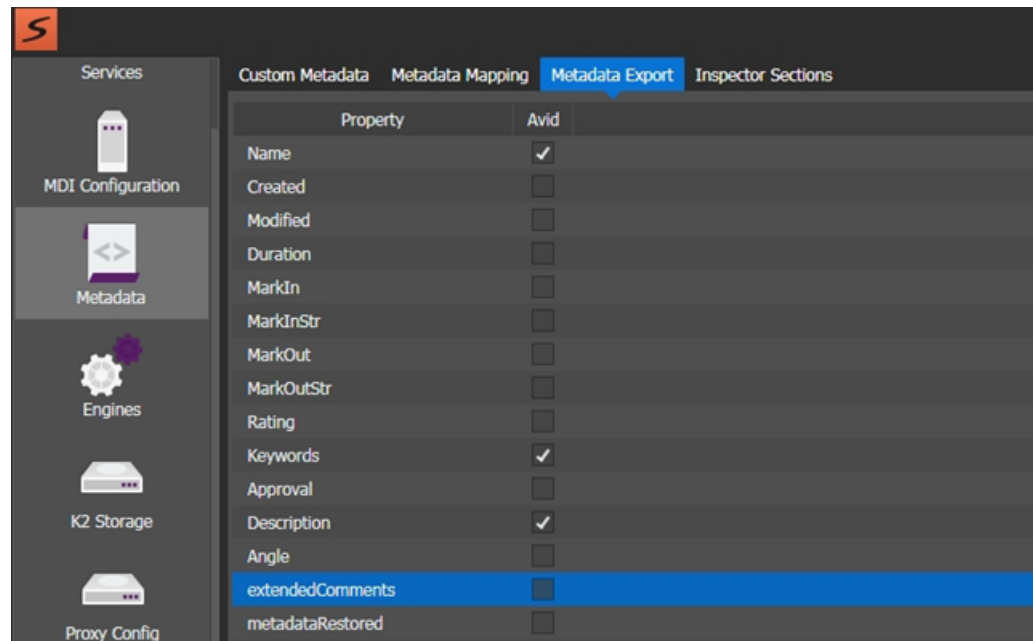 S
Services
MDI Configuration
Metadata
Engines
K2 Storage
Proxy Config
Custom Metadata Metadata Mapping Metadata Export Inspector Sections
Property Avid
Name
Created
Modified
Duration
MarkIn
MarkInStr
MarkOut
MarkOutStr
Rating
Keywords
Approval
Description
Angle
extendedComments
metadataRestored